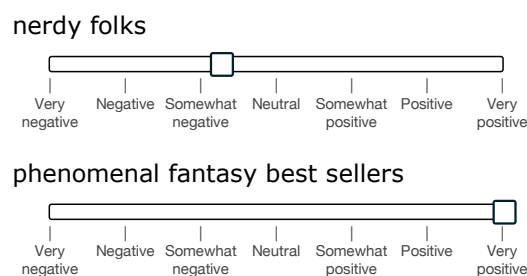 nerdy folks
Very negative Negative Somewhat negative Neutral Somewhat positive Positive Very positive
phenomenal fantasy best sellers
Very negative Negative Somewhat negative Neutral Somewhat positive Positive Very positive